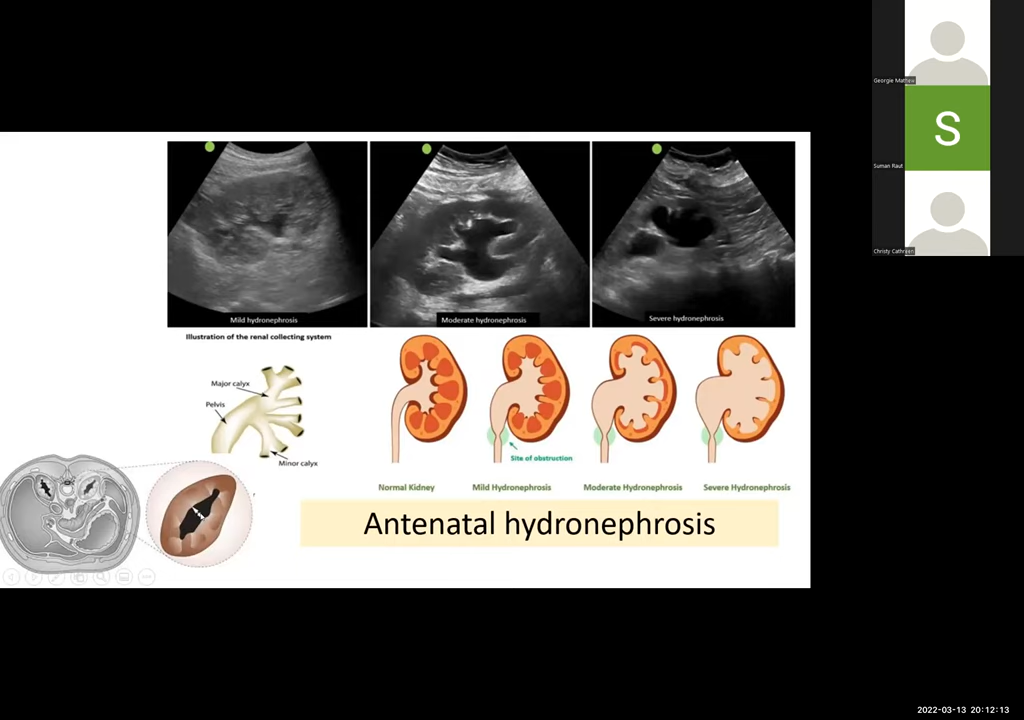 Georgie Mathew
S
Suman Raut
Christy Cathreen
Mild hydronephrosis
Moderate hydronephrosis
Severe hydronephrosis
Illustration of the renal collecting system
Major calyx
Pelvis
Minor calyx
Site of obstruction
Normal Kidney
Mild Hydronephrosis
Moderate Hydronephrosis
Severe Hydronephrosis
Antenatal hydronephrosis
2022-03-13 20:12:13